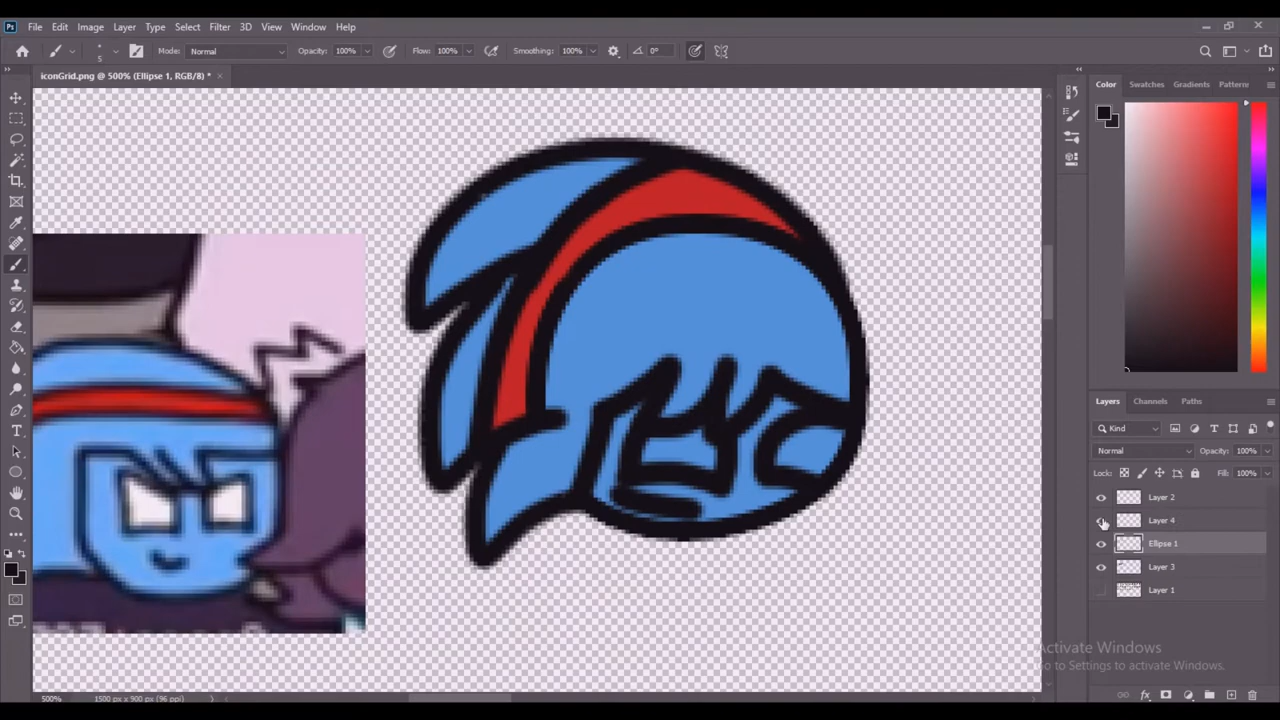 Ps File Edit Image Layer Type Select Filter 3D View Window Help
5 Mode: Normal Opacity: 100% Flow: 100% Smoothing: 100% 0°
iconGrid.png @ 500% (Ellipse 1, RGB/8) * ×
Color Swatches Gradients Patterns
Layers Channels Paths
Kind
Normal Opacity: 100%
Lock: Fill: 100%
Layer 2
Layer 4
Ellipse 1
Layer 3
Layer 1
Activate Windows
Go to Settings to activate Windows.
500% 1500 px x 900 px (96 ppi)